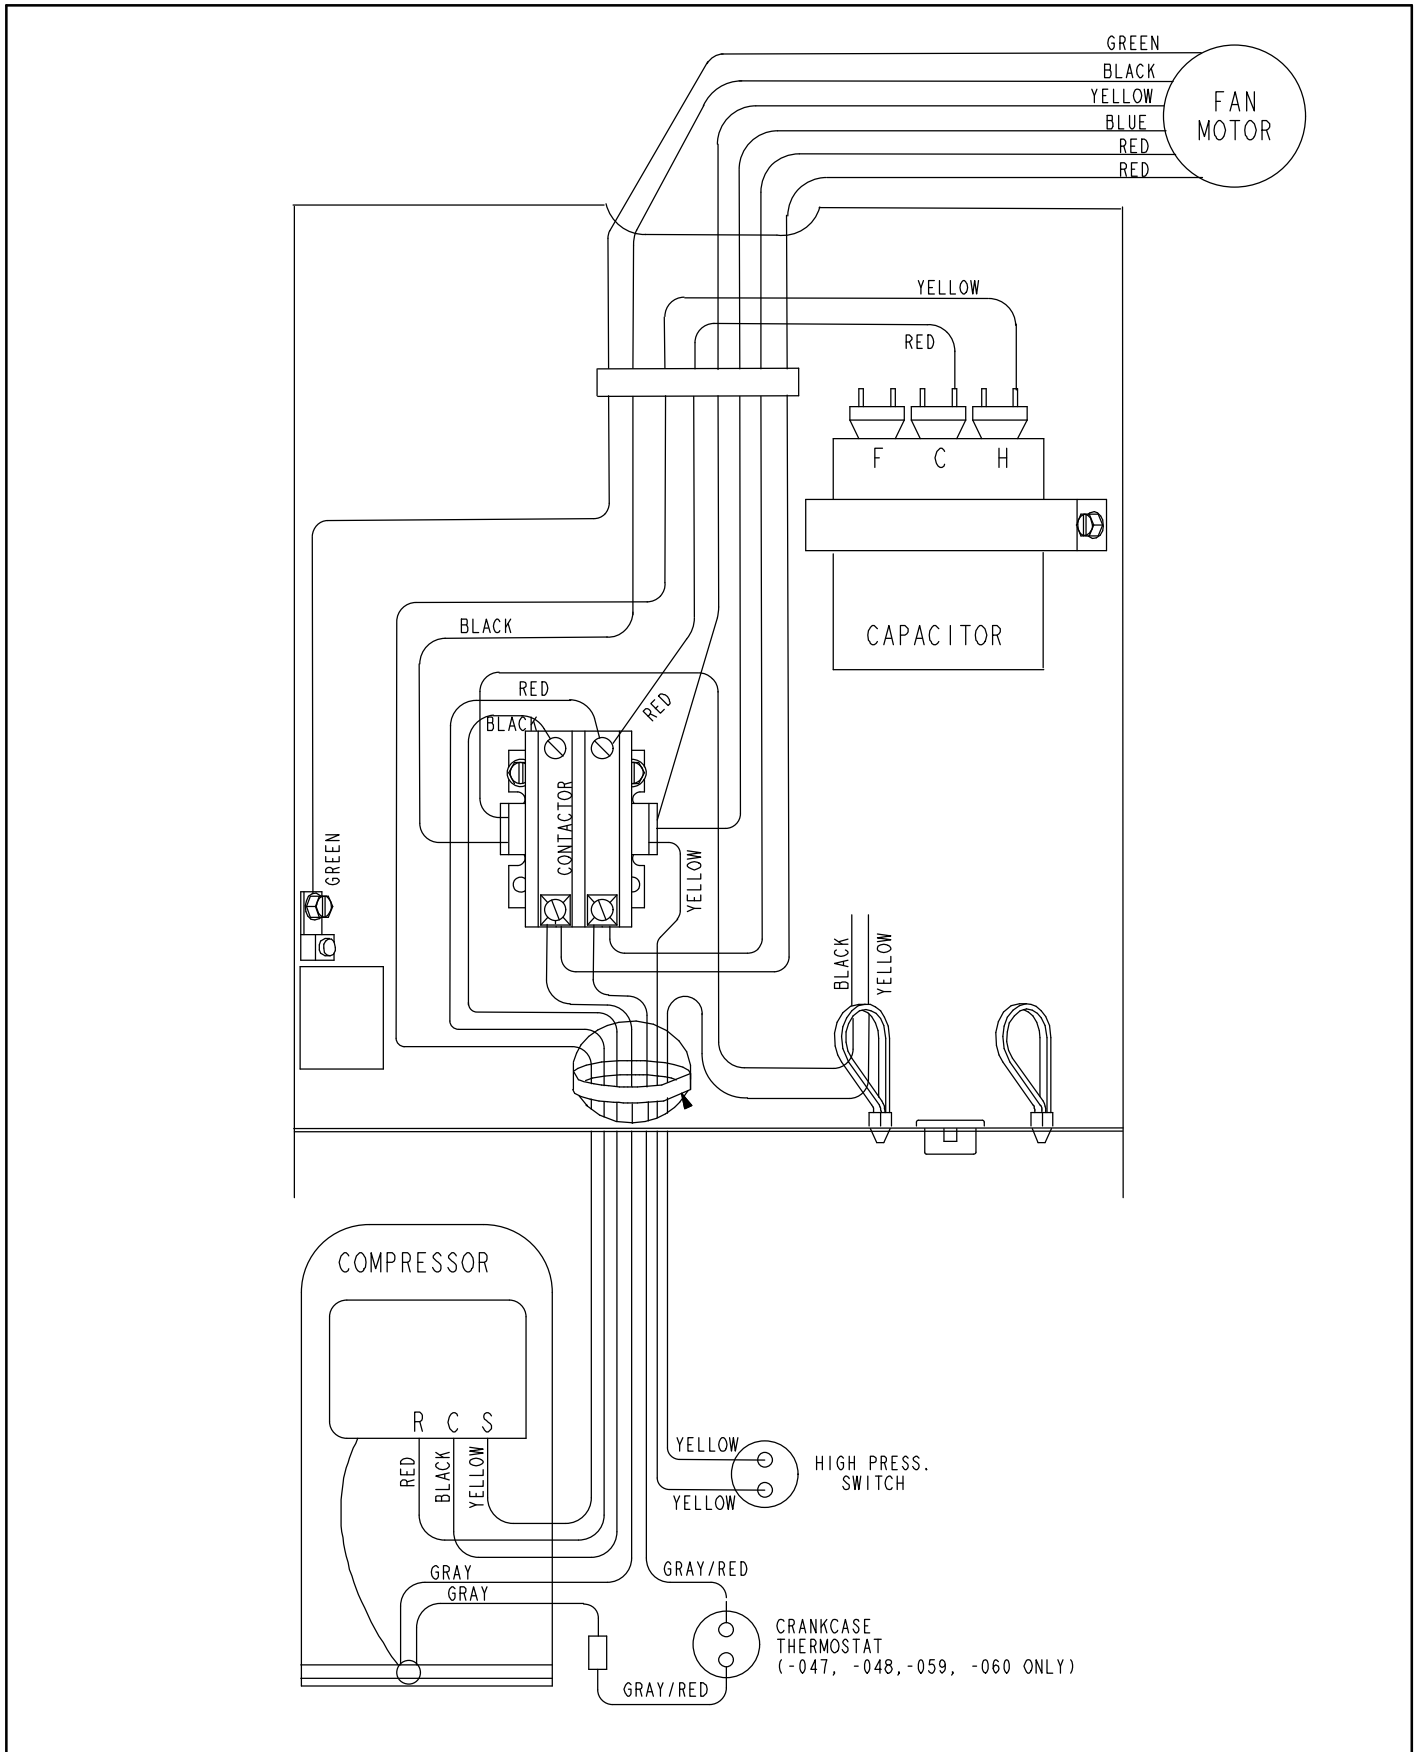 GREEN
BLACK
YELLOW
BLUE
RED
RED
FAN
MOTOR
YELLOW
RED
F C H
CAPACITOR
BLACK
RED
BLACK
RED
CONTACTOR
GREEN
YELLOW
BLACK
YELLOW
COMPRESSOR
R C S
RED
BLACK
YELLOW
YELLOW
YELLOW
HIGH PRESS.
SWITCH
GRAY
GRAY
GRAY/RED
CRANKCASE
THERMOSTAT
(-047, -048,-059, -060 ONLY)
GRAY/RED